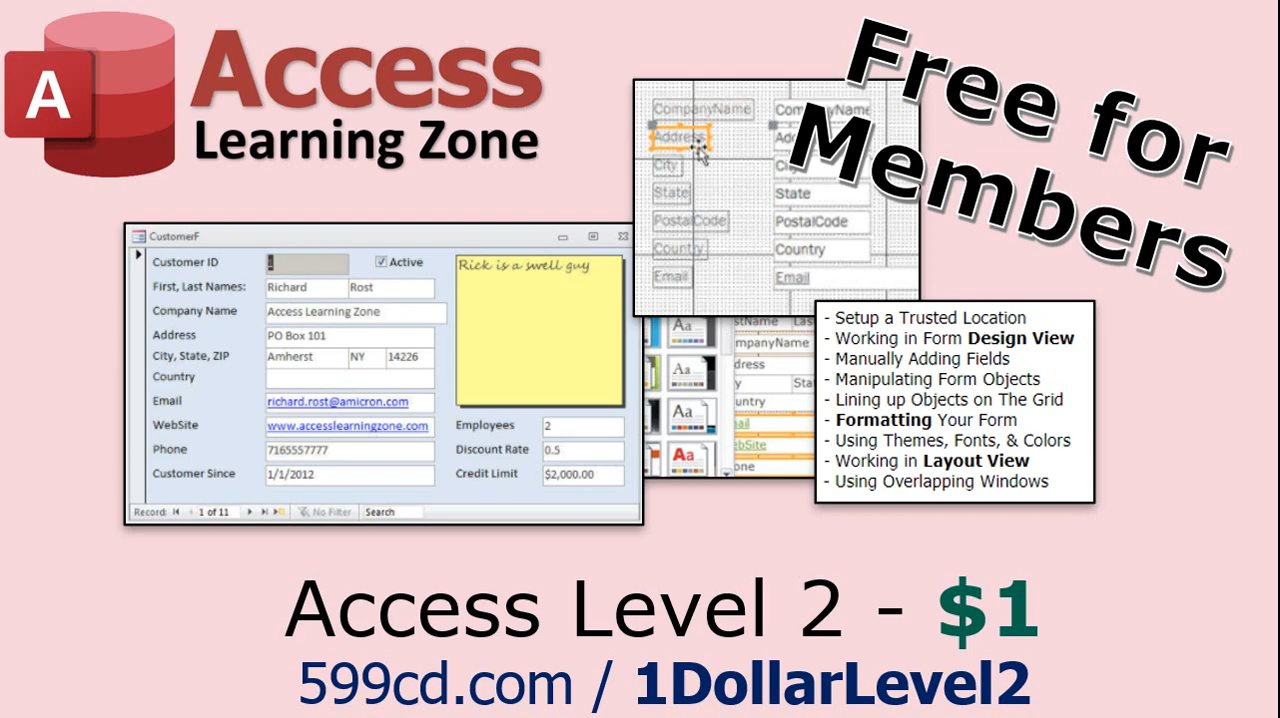 A
Access
Learning Zone
Free for
Members
CompanyName CompanyName
Address
City
State State
PostalCode PostalCode
Country Country
Email Email
CustomerF
Customer ID Active
First, Last Names: Richard Rost
Company Name Access Learning Zone
Address PO Box 101
City, State, ZIP Amherst NY 14226
Country
Email richard.rost@amicron.com
WebSite www.accesslearningzone.com
Phone 7165557777
Customer Since 1/1/2012
Rick is a swell guy
Employees 2
Discount Rate 0.5
Credit Limit $2,000.00
Record: 1 of 11 No Filter Search
Aa
Aa
Aa
Aa
- Setup a Trusted Location
- Working in Form Design View
- Manually Adding Fields
- Manipulating Form Objects
- Lining up Objects on The Grid
- Formatting Your Form
- Using Themes, Fonts, & Colors
- Working in Layout View
- Using Overlapping Windows
Access Level 2 - $1
599cd.com / 1DollarLevel2